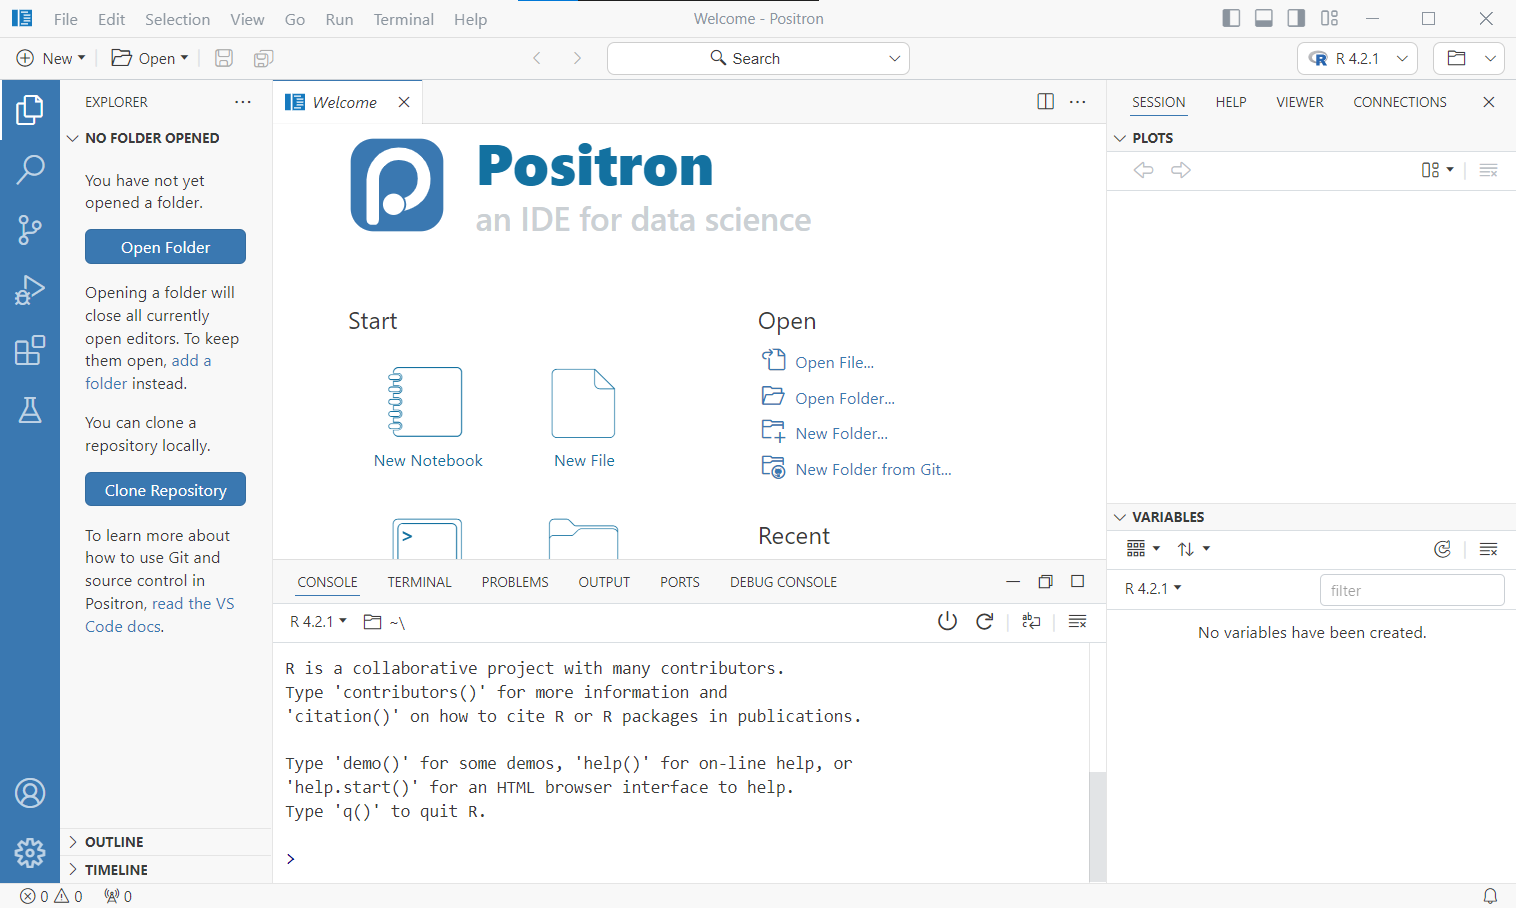 File Edit Selection View Go Run Terminal Help
Welcome - Positron
New
Open
Search
R 4.2.1
EXPLORER
NO FOLDER OPENED
You have not yet
opened a folder.
Open Folder
Opening a folder will
close all currently
open editors. To keep
them open, add a
folder instead.
You can clone a
repository locally.
Clone Repository
To learn more about
how to use Git and
source control in
Positron, read the VS
Code docs.
OUTLINE
TIMELINE
Welcome
Positron
an IDE for data science
Start
New Notebook
New File
Open
Open File...
Open Folder...
New Folder...
New Folder from Git...
Recent
CONSOLE TERMINAL PROBLEMS OUTPUT PORTS DEBUG CONSOLE
R 4.2.1 ~\
R is a collaborative project with many contributors.
Type 'contributors()' for more information and
'citation()' on how to cite R or R packages in publications.
Type 'demo()' for some demos, 'help()' for on-line help, or
'help.start()' for an HTML browser interface to help.
Type 'q()' to quit R.
>
SESSION HELP VIEWER CONNECTIONS
PLOTS
VARIABLES
R 4.2.1
filter
No variables have been created.
0 0 0